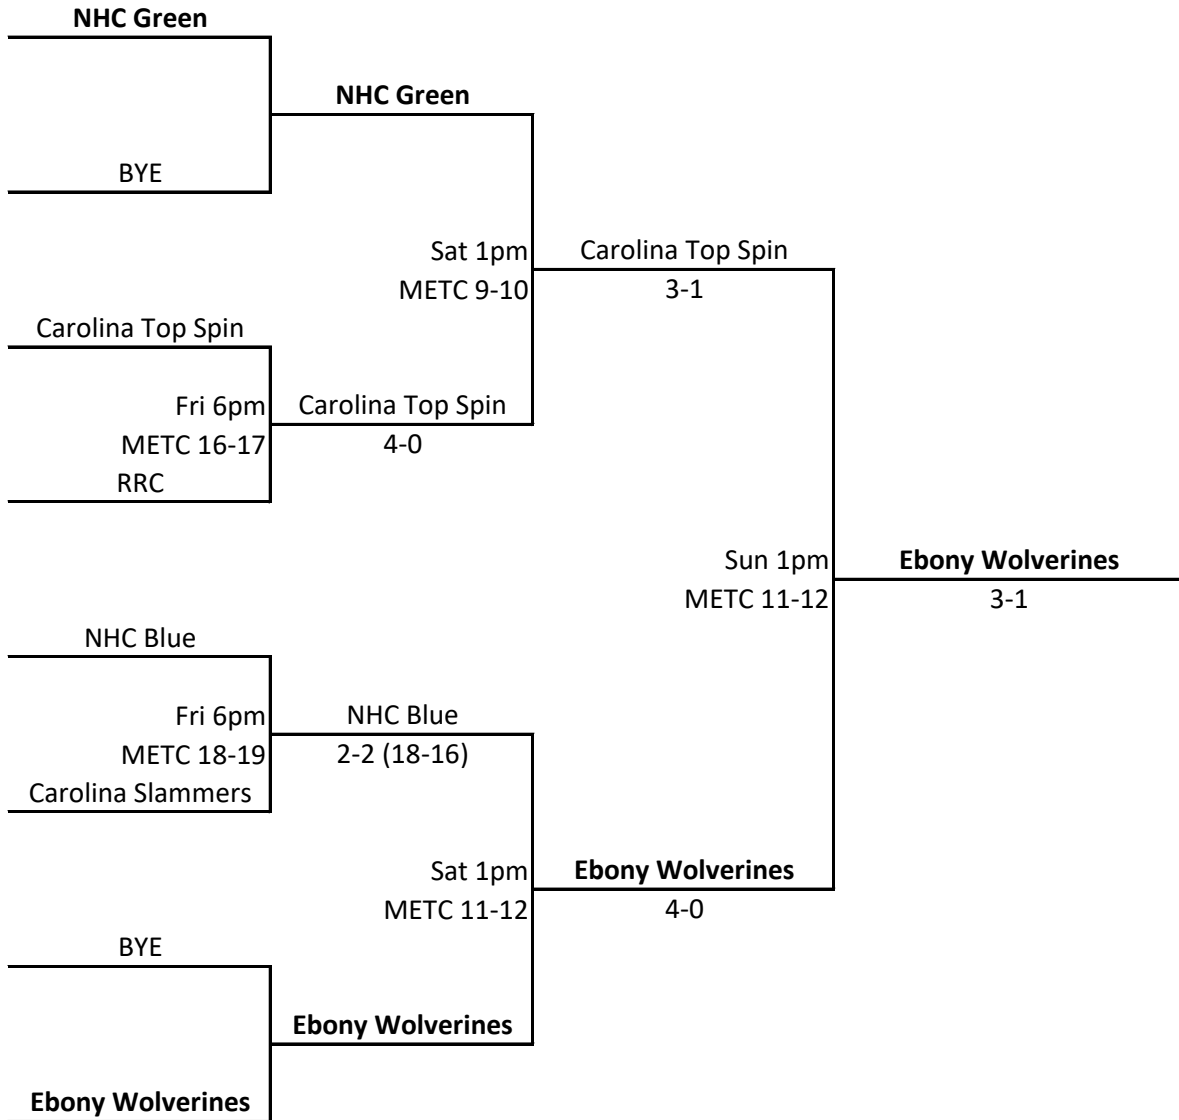 NHC Green
NHC Green
BYE
Sat 1pm
Carolina Top Spin
METC 9-10
3-1
Carolina Top Spin
Fri 6pm
Carolina Top Spin
METC 16-17
4-0
RRC
Sun 1pm
Ebony Wolverines
METC 11-12
3-1
NHC Blue
Fri 6pm
NHC Blue
METC 18-19
2-2 (18-16)
Carolina Slammers
Sat 1pm
Ebony Wolverines
METC 11-12
4-0
BYE
Ebony Wolverines
Ebony Wolverines